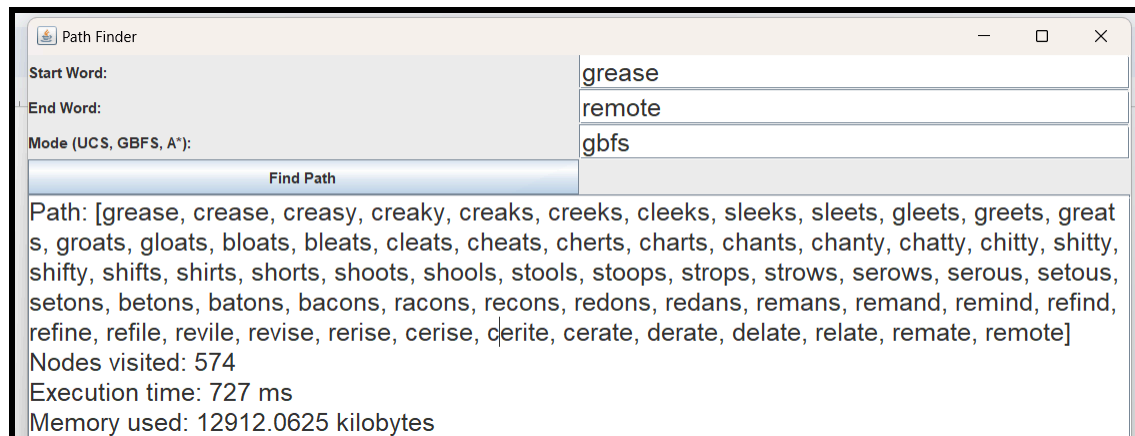 Path Finder
Start Word: grease
End Word: remote
Mode (UCS, GBFS, A*): gbfs
Find Path
Path: [grease, crease, creasy, creaky, creaks, creeks, cleeks, sleeks, sleets, gleets, greets, great
s, groats, gloats, bloats, bleats, cleats, cheats, cherts, charts, chants, chanty, chatty, chitty, shitty,
shifty, shifts, shirts, shorts, shoots, shools, stools, stoops, strops, strows, serows, serous, setous,
setons, betons, batons, bacons, racons, recons, redons, redans, remans, remand, remind, refind,
refine, refile, revile, revise, rerise, cerise, cerite, cerate, derate, delate, relate, remate, remote]
Nodes visited: 574
Execution time: 727 ms
Memory used: 12912.0625 kilobytes